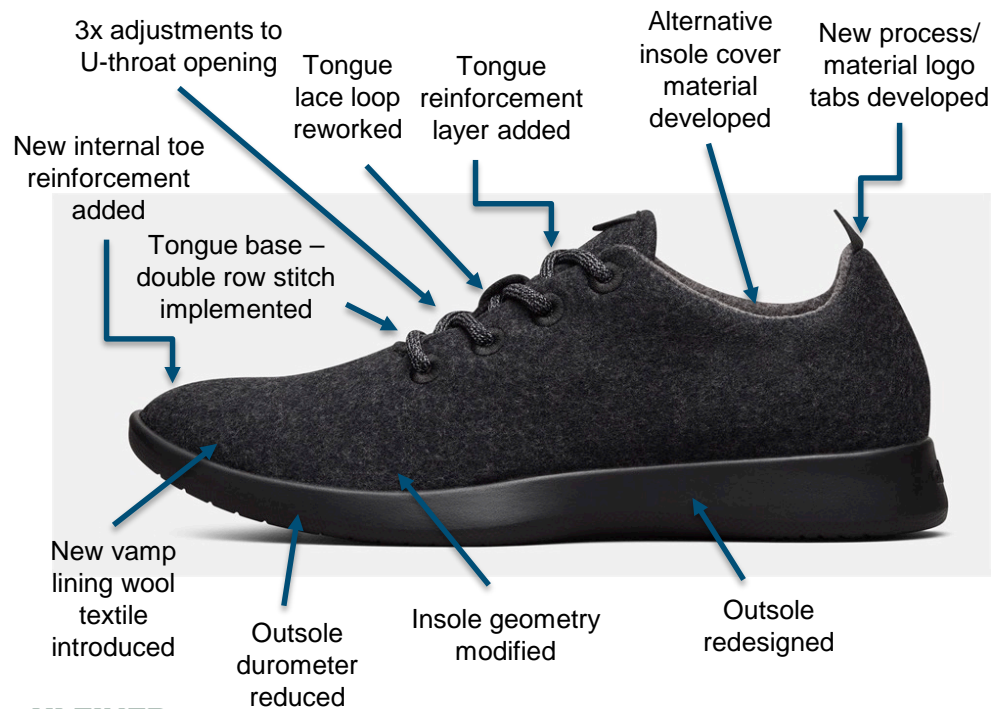 3x adjustments to
U-throat opening
Tongue
lace loop
reworked
Tongue
reinforcement
layer added
Alternative
insole cover
material
developed
New process/
material logo
tabs developed
New internal toe
reinforcement
added
Tongue base –
double row stitch
implemented
New vamp
lining wool
textile
introduced
Outsole
durometer
reduced
Insole geometry
modified
Outsole
redesigned